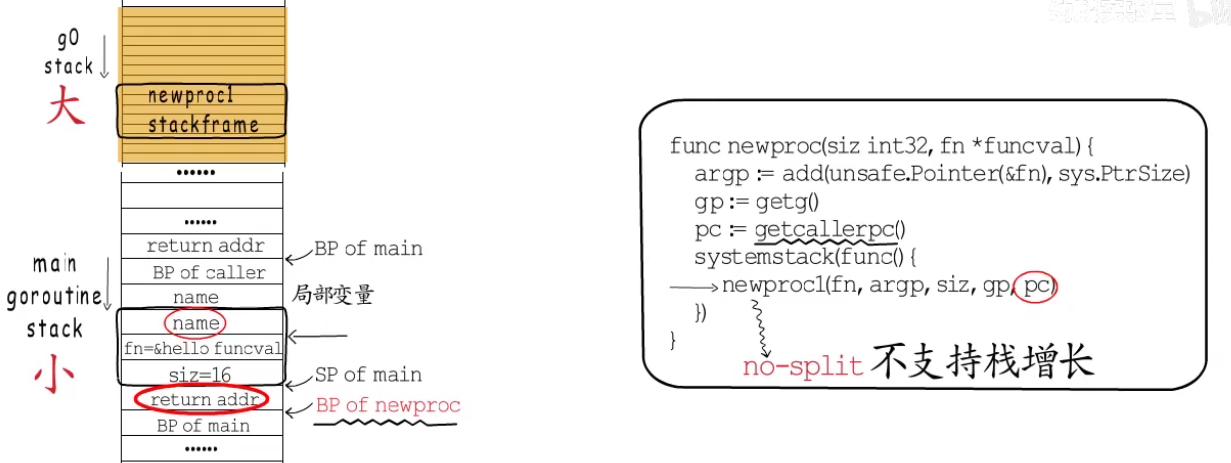 g0
stack
大
newproc1
stackframe
••••••
••••••
return addr
BP of main
BP of caller
name
局部变量
main
goroutine
stack
小
name
fn=&hello funcval
siz=16
SP of main
return addr
BP of newproc
BP of main
••••••
func newproc(siz int32, fn *funcval) {
argp := add(unsafe.Pointer(&fn), sys.PtrSize)
gp := getg()
pc := getcallerpc()
systemstack(func() {
newproc1(fn, argp, siz, gp, pc)
})
}
no-split 不支持栈增长